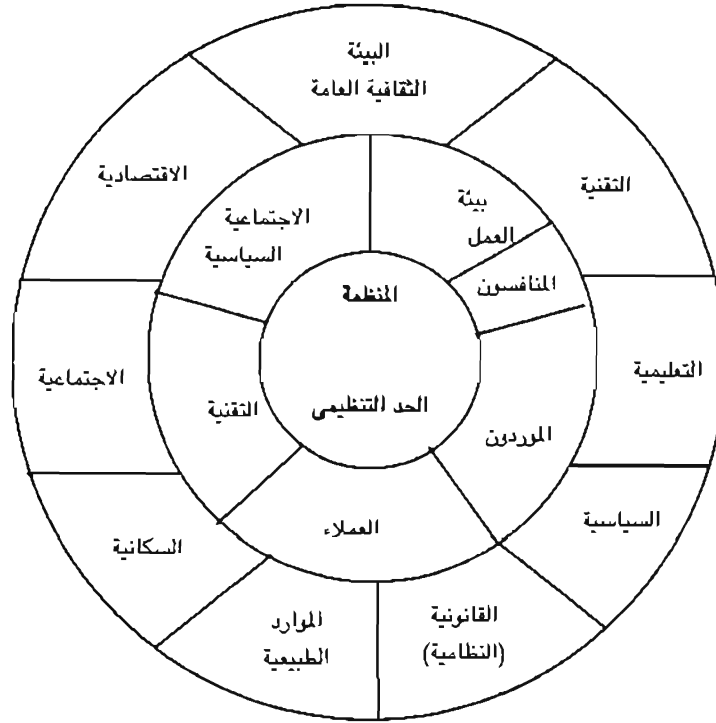 البيئة
الثقافية العامة
التقنية
الاقتصادية
بيئة
العمل
الاجتماعية
السياسية
المنافسون
المنظمة
التعليمية
الاجتماعية
التقنية
الحد التنظيمى
الموردون
العملاء
السياسية
السكانية
القانونية
(النظامية)
الموارد
الطبيعية